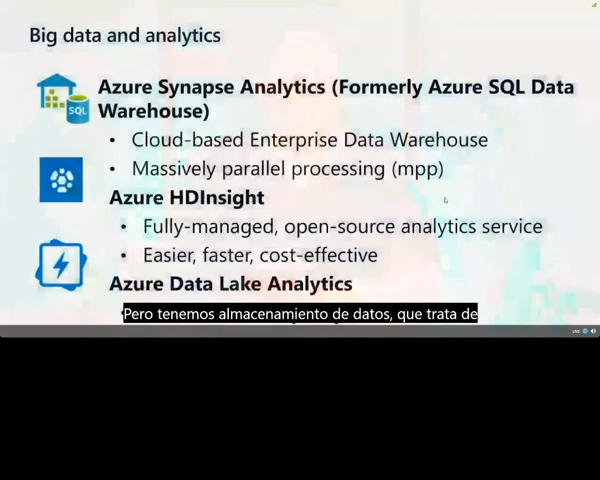 Big data and analytics
Azure Synapse Analytics (Formerly Azure SQL Data
Warehouse)
SQL
• Cloud-based Enterprise Data Warehouse
• Massively parallel processing (mpp)
Azure HDInsight
• Fully-managed, open-source analytics service
• Easier, faster, cost-effective
Azure Data Lake Analytics
Pero tenemos almacenamiento de datos, que trata de
LIVE